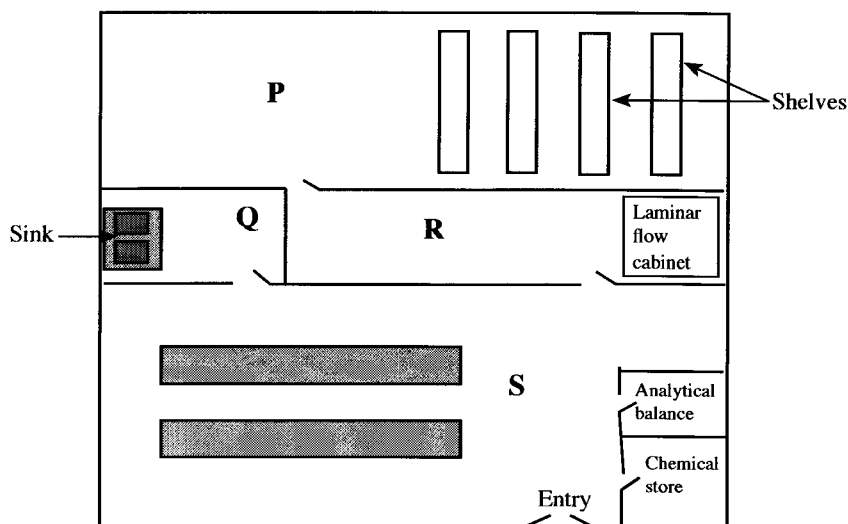 P
Shelves
Q
R
Laminar
flow
cabinet
Sink
S
Analytical
balance
Chemical
store
Entry